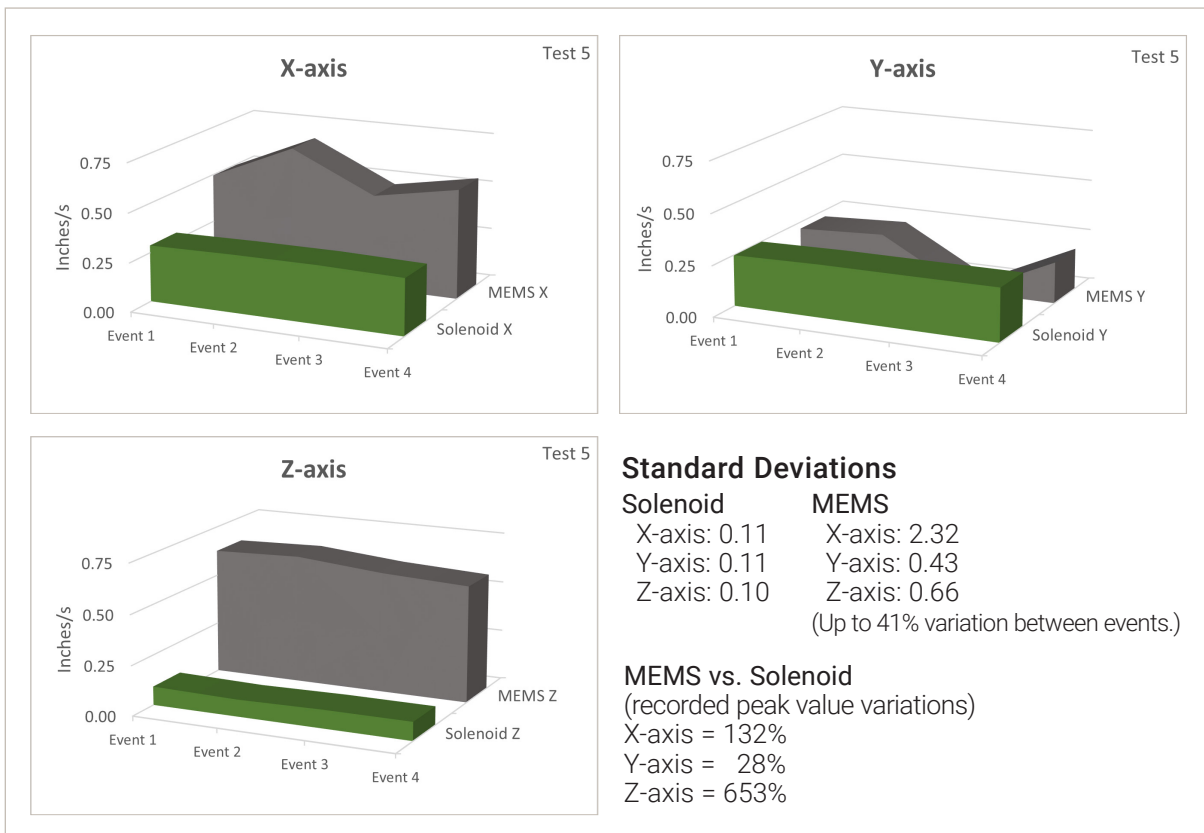 Test 5
X-axis
0.75
0.50
0.25
0.00
Inches/s
Event 1
Event 2
Event 3
Event 4
MEMS X
Solenoid X
Test 5
Y-axis
0.75
0.50
0.25
0.00
Inches/s
Event 1
Event 2
Event 3
Event 4
MEMS Y
Solenoid Y
Test 5
Z-axis
0.75
0.50
0.25
0.00
Inches/s
Event 1
Event 2
Event 3
Event 4
MEMS Z
Solenoid Z
Standard Deviations
Solenoid MEMS
X-axis: 0.11 X-axis: 2.32
Y-axis: 0.11 Y-axis: 0.43
Z-axis: 0.10 Z-axis: 0.66
(Up to 41% variation between events.)
MEMS vs. Solenoid
(recorded peak value variations)
X-axis = 132%
Y-axis = 28%
Z-axis = 653%